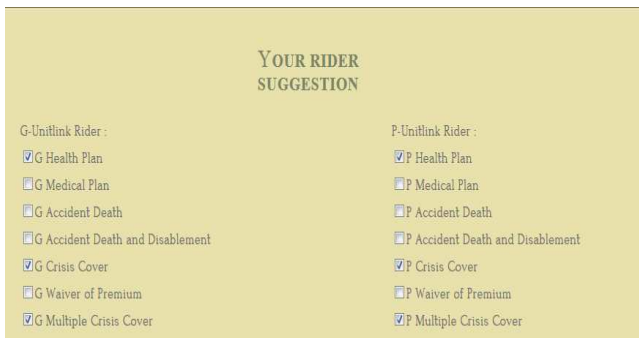 YOUR RIDER
SUGGESTION
G-Unitlink Rider :
G Health Plan
G Medical Plan
G Accident Death
G Accident Death and Disablement
G Crisis Cover
G Waiver of Premium
G Multiple Crisis Cover
P-Unitlink Rider :
P Health Plan
P Medical Plan
P Accident Death
P Accident Death and Disablement
P Crisis Cover
P Waiver of Premium
P Multiple Crisis Cover